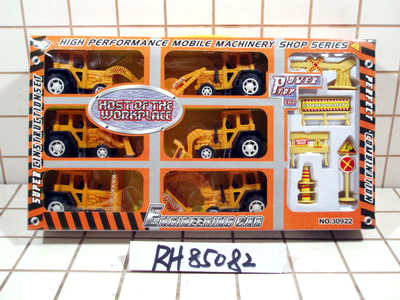 HIGH PERFORMANCE MOBILE MACHINERY SHOP SERIES
POWER
TOP
HOST OF THE
WORKPLACE
SUPER CONSTRUCTION SET
PERFECT COMBINATION
ENGINEERING CAR
NO:30922
RH85082